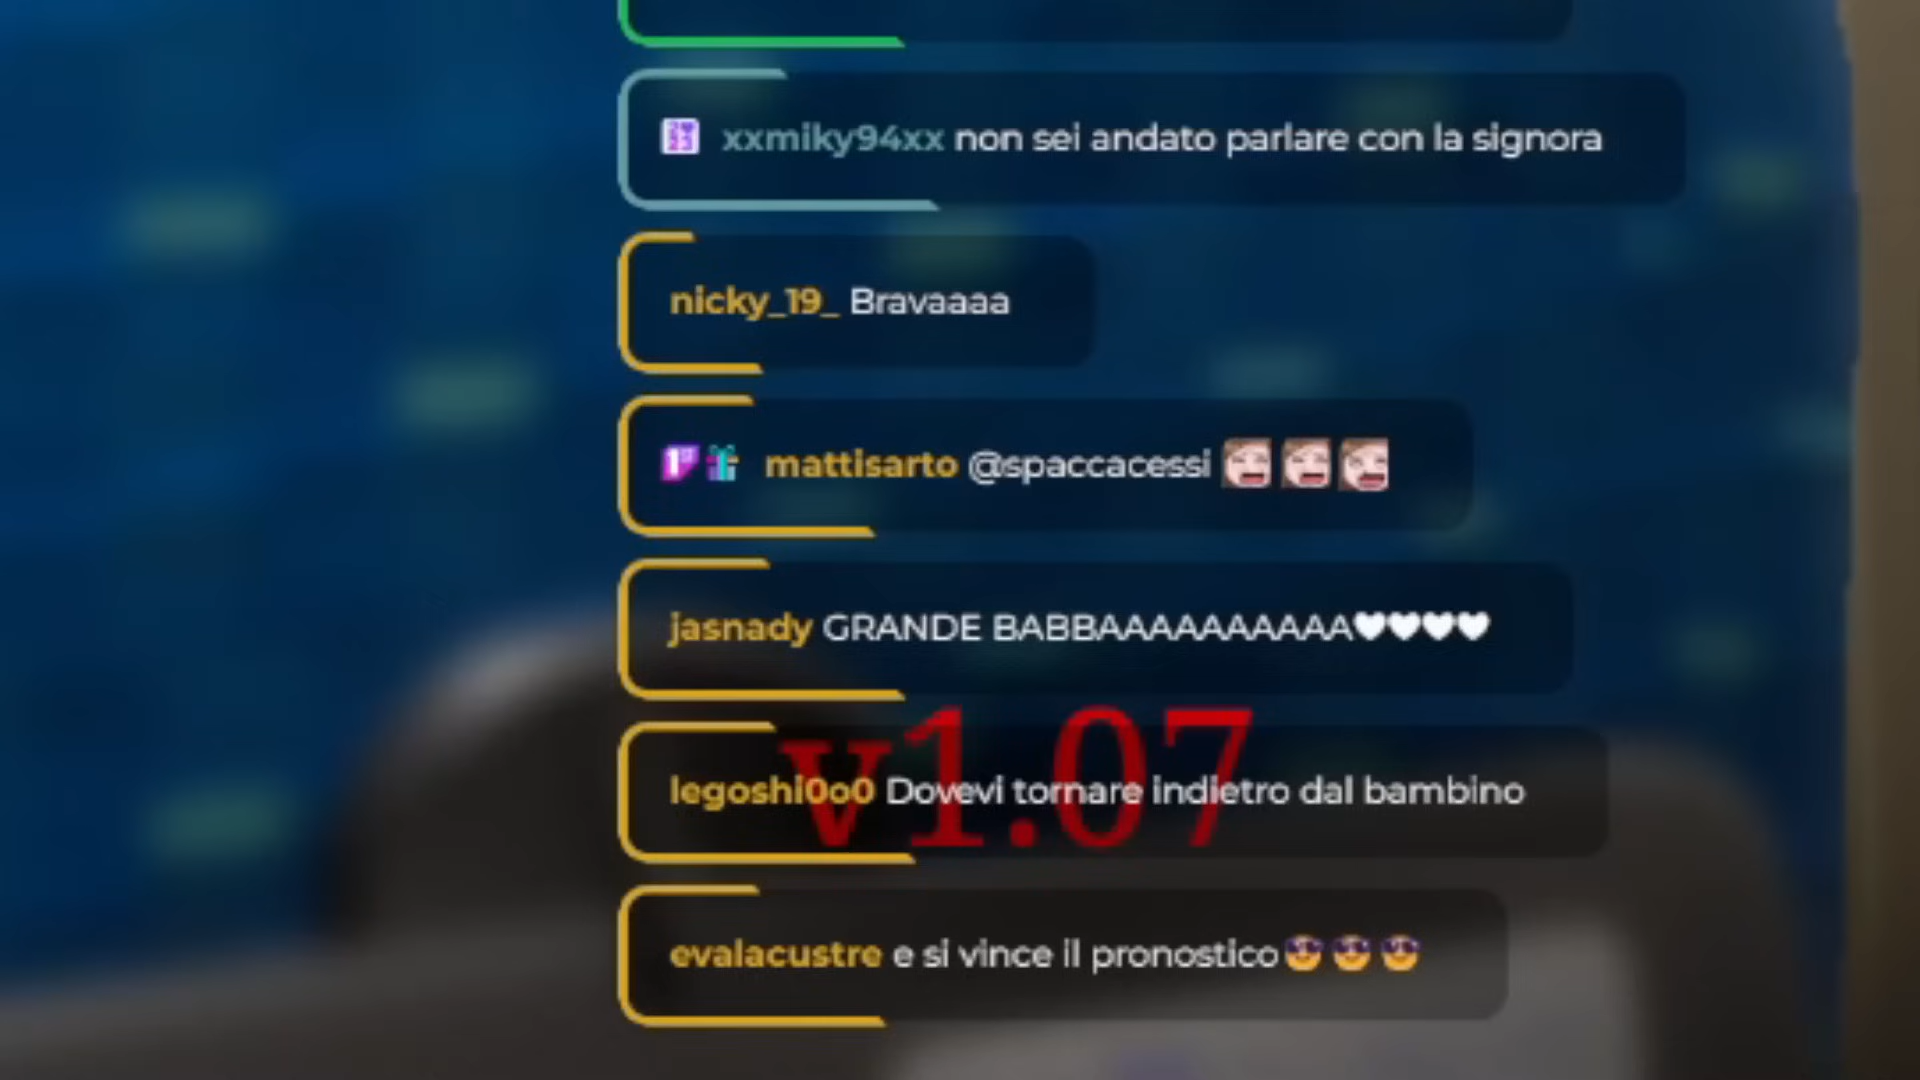 xxmiky94xx non sei andato parlare con la signora
nicky_19_ Bravaaaa
mattisarto @spaccacessi
jasnady GRANDE BABBAAAAAAAAAAA🤍🤍🤍🤍
v1.07
legoshi0o0 Dovevi tornare indietro dal bambino
evalacustre e si vince il pronostico😎😎😎